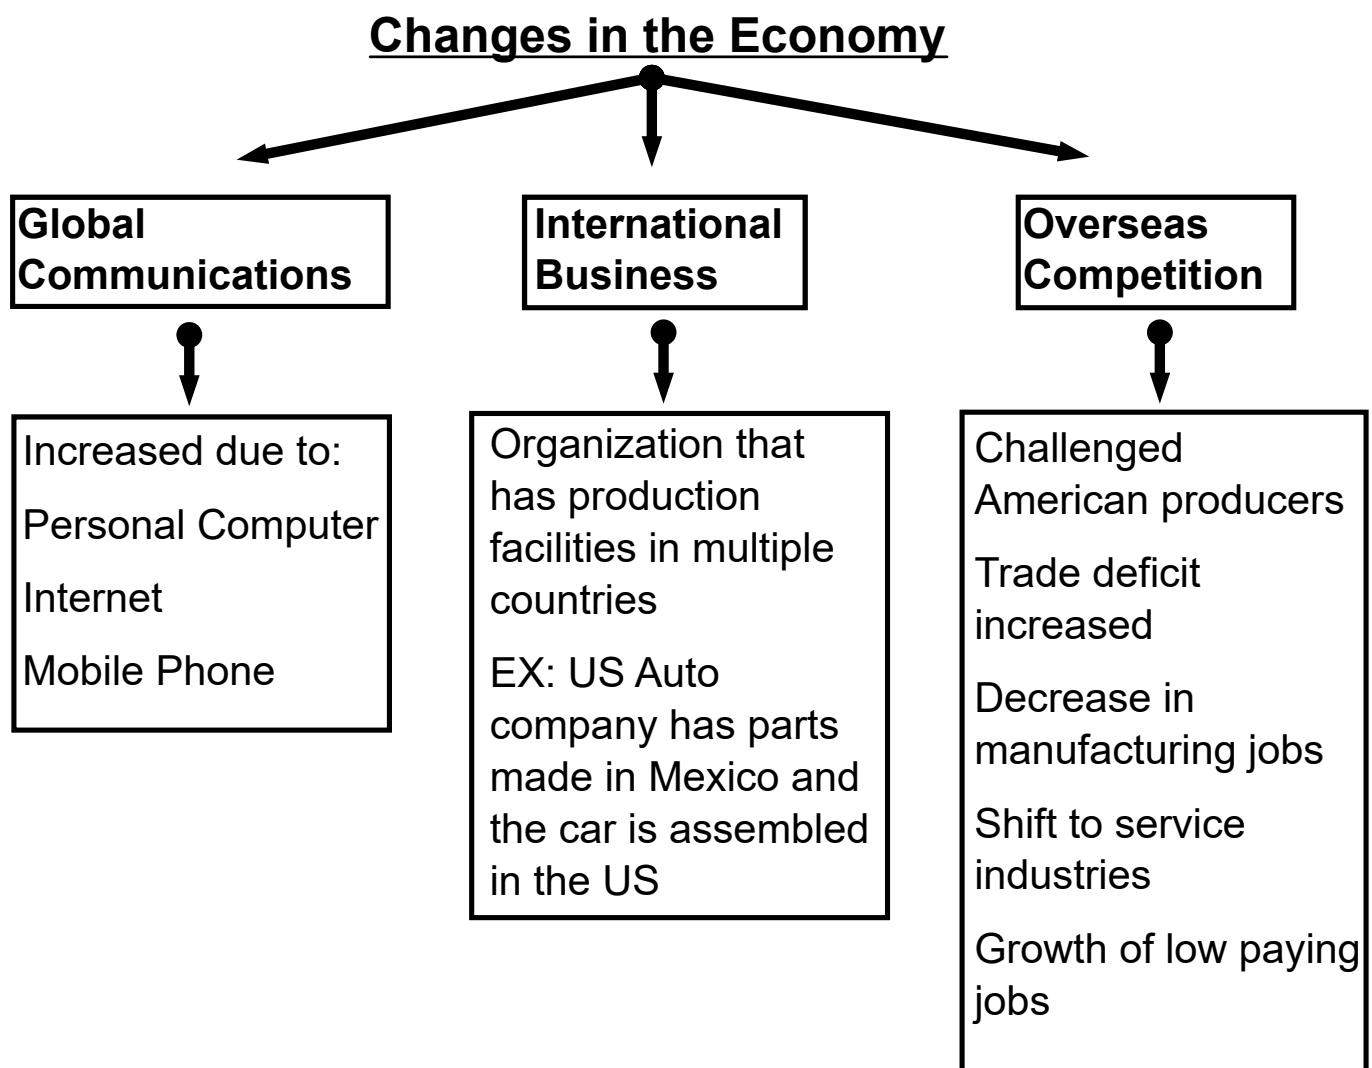 Changes in the Economy
Global
Communications
International
Business
Overseas
Competition
Increased due to:
Personal Computer
Internet
Mobile Phone
Organization that
has production
facilities in multiple
countries
EX: US Auto
company has parts
made in Mexico and
the car is assembled
in the US
Challenged
American producers
Trade deficit
increased
Decrease in
manufacturing jobs
Shift to service
industries
Growth of low paying
jobs